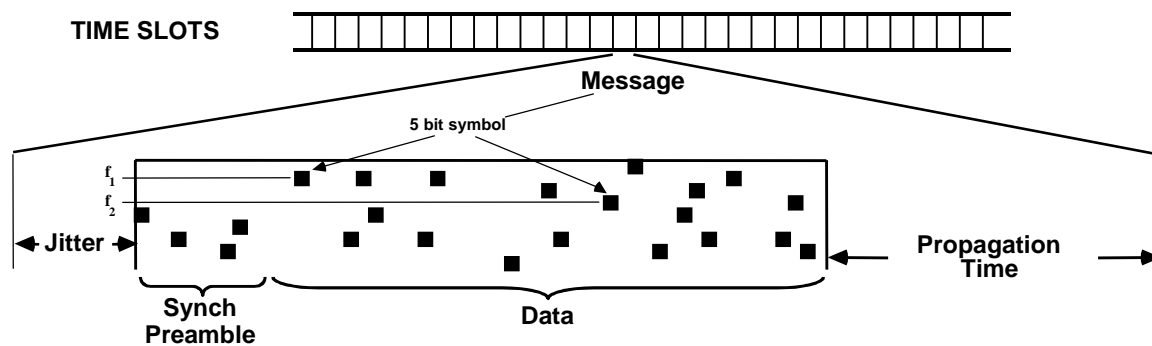 TIME SLOTS
Message
5 bit symbol
f1
f2
Jitter
Propagation
Time
Synch
Preamble
Data